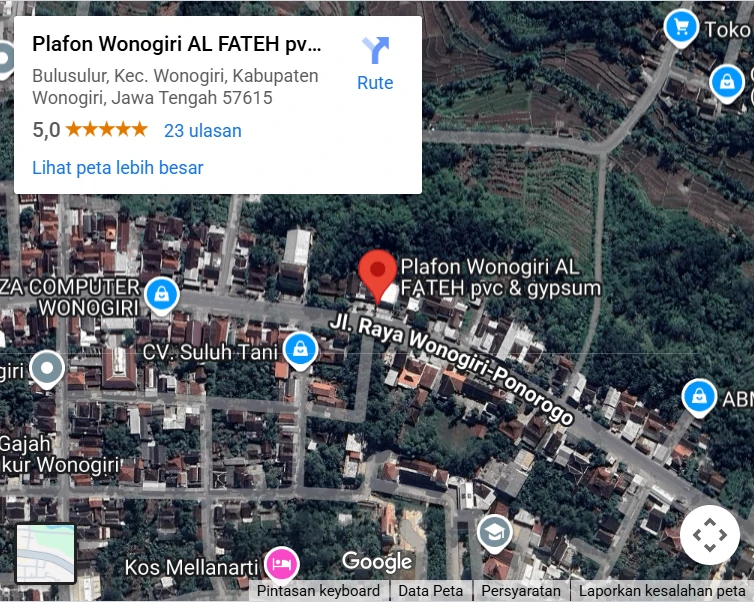 Plafon Wonogiri AL FATEH pv...
Rute
Bulusulur, Kec. Wonogiri, Kabupaten
Wonogiri, Jawa Tengah 57615
5,0 23 ulasan
Lihat peta lebih besar
Toko
Plafon Wonogiri AL
FATEH pvc & gypsum
ZA COMPUTER
WONOGIRI
Jl. Raya Wonogiri-Ponorogo
CV. Suluh Tani
giri
ABM
Gajah
kur Wonogiri
Kos Mellanarti
Google
Pintasan keyboard
Data Peta
Persyaratan
Laporkan kesalahan peta